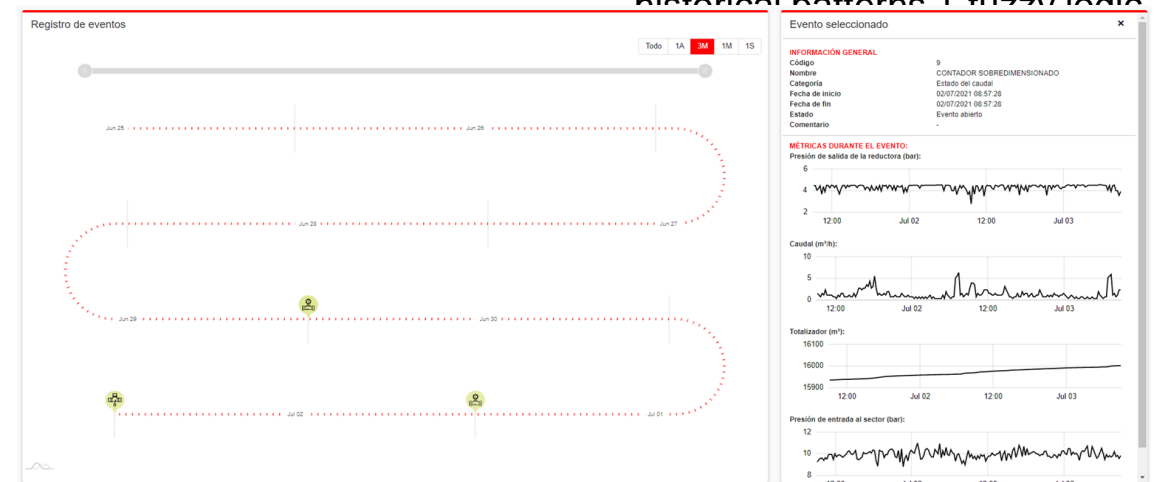 historical patterns + fuzzy logic
Registro de eventos
Todo 1A 3M 1M 1S
Jun 25 Jun 26
Jun 28 Jun 27
Jun 29 Jun 30
Jul 02 Jul 01
Evento seleccionado ×
INFORMACIÓN GENERAL
Código 9
Nombre CONTADOR SOBREDIMENSIONADO
Categoría Estado del caudal
Fecha de inicio 02/07/2021 08:57:28
Fecha de fin 02/07/2021 08:57:28
Estado Evento abierto
Comentario -
MÉTRICAS DURANTE EL EVENTO:
Presión de salida de la reductora (bar):
6
4
2
12:00 Jul 02 12:00 Jul 03
Caudal (m³/h):
10
5
0
12:00 Jul 02 12:00 Jul 03
Totalizador (m³):
16100
16000
15900
12:00 Jul 02 12:00 Jul 03
Presión de entrada al sector (bar):
12
10
8